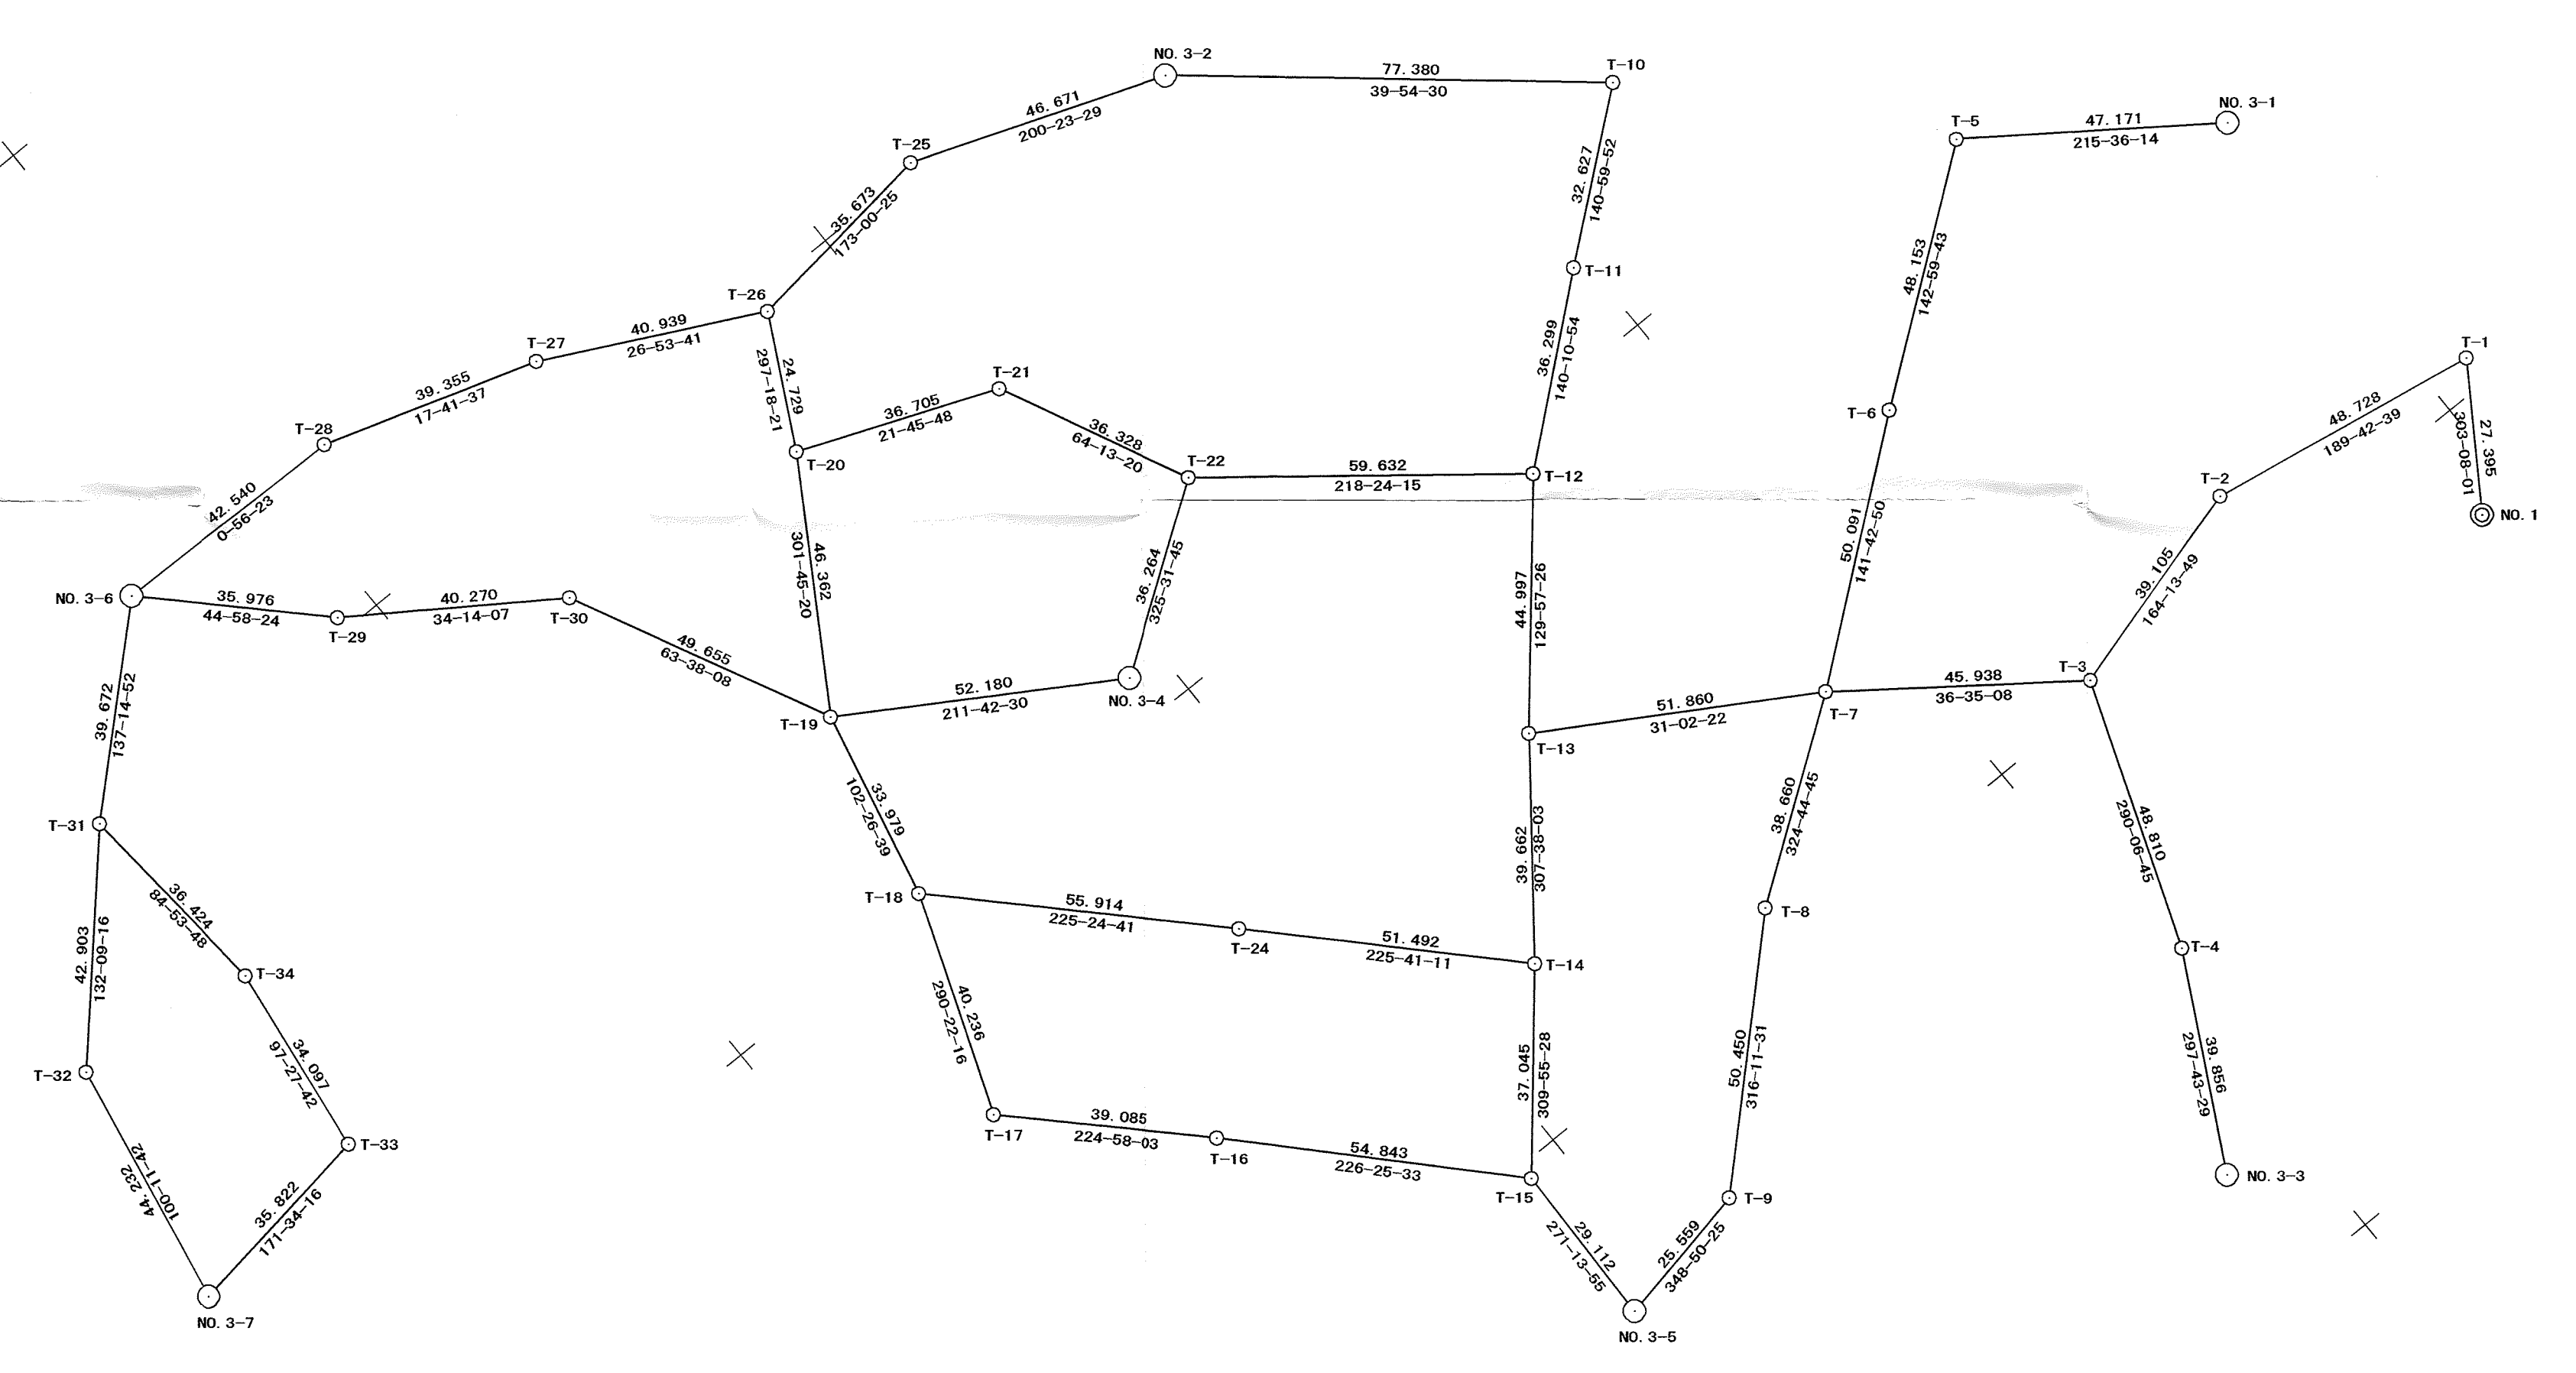 NO. 3-2
77. 380
39-54-30
T-10
46. 671
200-23-29
T-25
NO. 3-1
47. 171
215-36-14
T-5
32. 627
140-59-52
35. 673
173-00-25
T-11
48. 153
142-59-43
T-26
40. 939
26-53-41
T-27
24. 729
297-18-21
T-1
36. 299
140-10-54
39. 355
17-41-37
T-21
36. 705
21-45-48
T-6
48. 728
189-42-39
27. 395
303-08-01
T-28
36. 328
64-13-20
T-20
T-22
59. 632
218-24-15
T-12
T-2
NO. 1
42. 540
0-56-23
50. 091
141-42-50
46. 362
301-45-20
36. 264
325-31-45
44. 997
129-57-26
39. 105
164-13-49
NO. 3-6
35. 976
44-58-24
T-29
40. 270
34-14-07
T-30
49. 655
63-38-08
T-3
45. 938
36-35-08
52. 180
211-42-30
NO. 3-4
51. 860
31-02-22
T-7
39. 672
137-14-52
T-19
T-13
33. 979
102-26-39
38. 660
324-44-45
T-31
39. 662
307-38-03
48. 810
290-06-45
T-18
55. 914
225-24-41
36. 424
84-53-48
T-8
T-24
51. 492
225-41-11
T-4
42. 903
132-09-16
T-34
T-14
40. 236
290-22-16
34. 097
97-27-42
37. 045
309-55-28
50. 450
316-11-31
39. 856
297-43-29
T-32
39. 085
224-58-03
T-17
T-33
T-16
54. 843
226-25-33
NO. 3-3
44. 232
100-11-42
T-15
T-9
35. 822
171-34-16
29. 112
271-13-55
25. 559
348-50-25
NO. 3-7
NO. 3-5